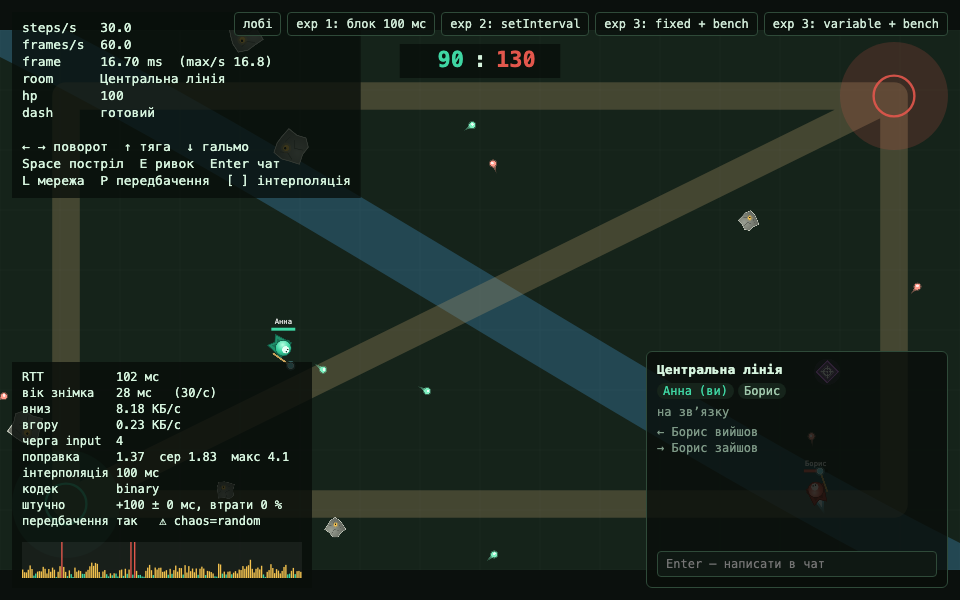 лобі exp 1: блок 100 мс exp 2: setInterval exp 3: fixed + bench exp 3: variable + bench
steps/s 30.0
frames/s 60.0
frame 16.70 ms (max/s 16.8)
room Центральна лінія
hp 100
dash готовий
← → поворот ↑ тяга ↓ гальмо
Space постріл E ривок Enter чат
L мережа P передбачення [ ] інтерполяція
90 : 130
Анна
RTT 102 мс
вік знімка 28 мс (30/с)
вниз 8.18 КБ/с
вгору 0.23 КБ/с
черга input 4
поправка 1.37 сер 1.83 макс 4.1
інтерполяція 100 мс
кодек binary
штучно +100 ± 0 мс, втрати 0 %
передбачення так ⚠ chaos=random
Центральна лінія
Анна (ви) Борис
на зв’язку
← Борис вийшов
→ Борис зайшов
Борис
Enter — написати в чат